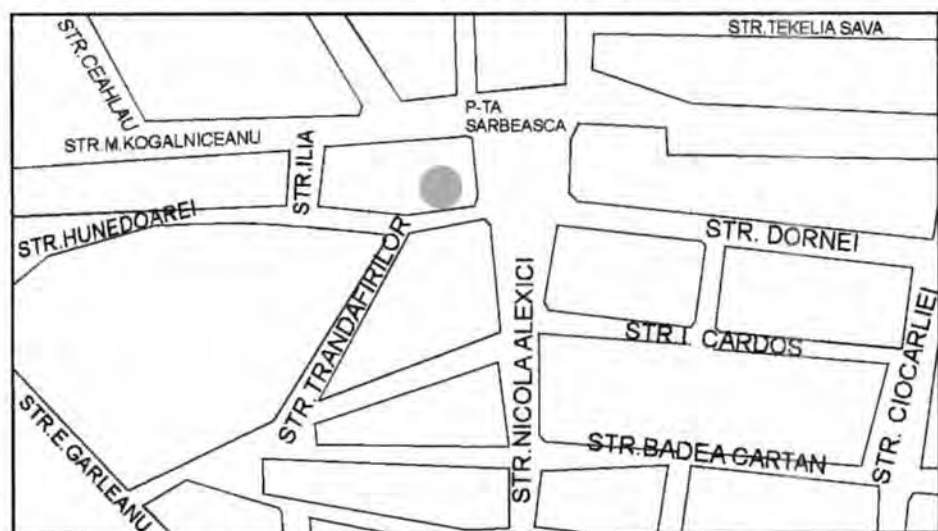 STR.TEKELIA SAVA
STR.CEAHLAU
P-TA
SARBEASCA
STR.M.KOGALNICEANU
STR.ILIA
STR.HUNEDOAREI
STR. DORNEI
STR. TRANDAFIRILOR
STR.NICOLA ALEXICI
STR.I. CARDOS
STR. CIOCARLIEI
STR.E.GARLEANU
STR.BADEA CARTAN